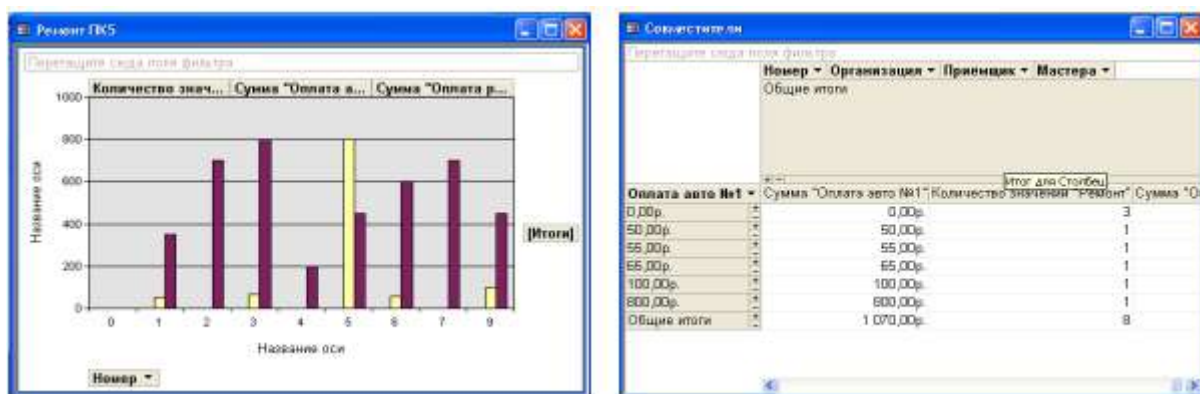 Ремонт ПК5
Перетащите сюда поля фильтра
Количество знач... Сумма "Оплата а... Сумма "Оплата р...
1000
800
600
400
200
0
Название оси
0 1 2 3 4 5 6 7 9
Название оси
[Итоги]
Номер
Совместители
Перетащите сюда поля фильтра
Номер Организация Приёмщик Мастера
Общие итоги
Итог для Столбец
Оплата авто №1 Сумма "Оплата авто №1" Количество значений "Ремонт" Сумма "О
0,00р. 0,00р. 3
50,00р. 50,00р. 1
55,00р. 55,00р. 1
65,00р. 65,00р. 1
100,00р. 100,00р. 1
800,00р. 800,00р. 1
Общие итоги 1 070,00р. 8